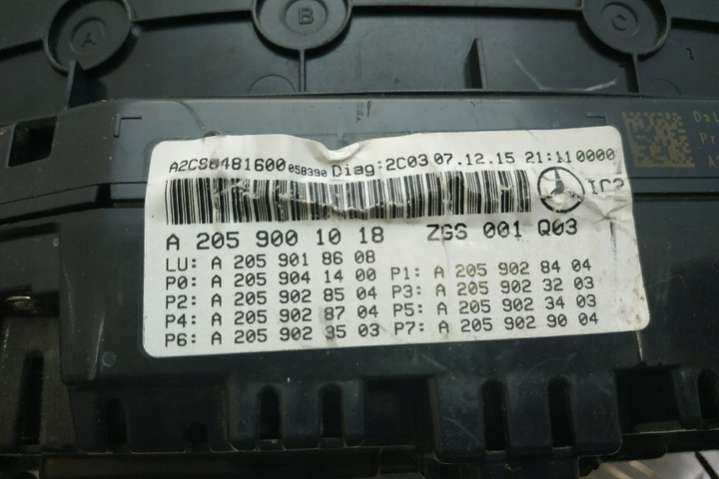 A
B
C
A2C98481600 058390 Diag:2C03 07.12.15 21:11 0000
A 205 900 10 18 ZGS 001 Q03
LU: A 205 901 86 08
P0: A 205 904 14 00 P1: A 205 902 84 04
P2: A 205 902 85 04 P3: A 205 902 32 03
P4: A 205 902 87 04 P5: A 205 902 34 03
P6: A 205 902 35 03 P7: A 205 902 90 04